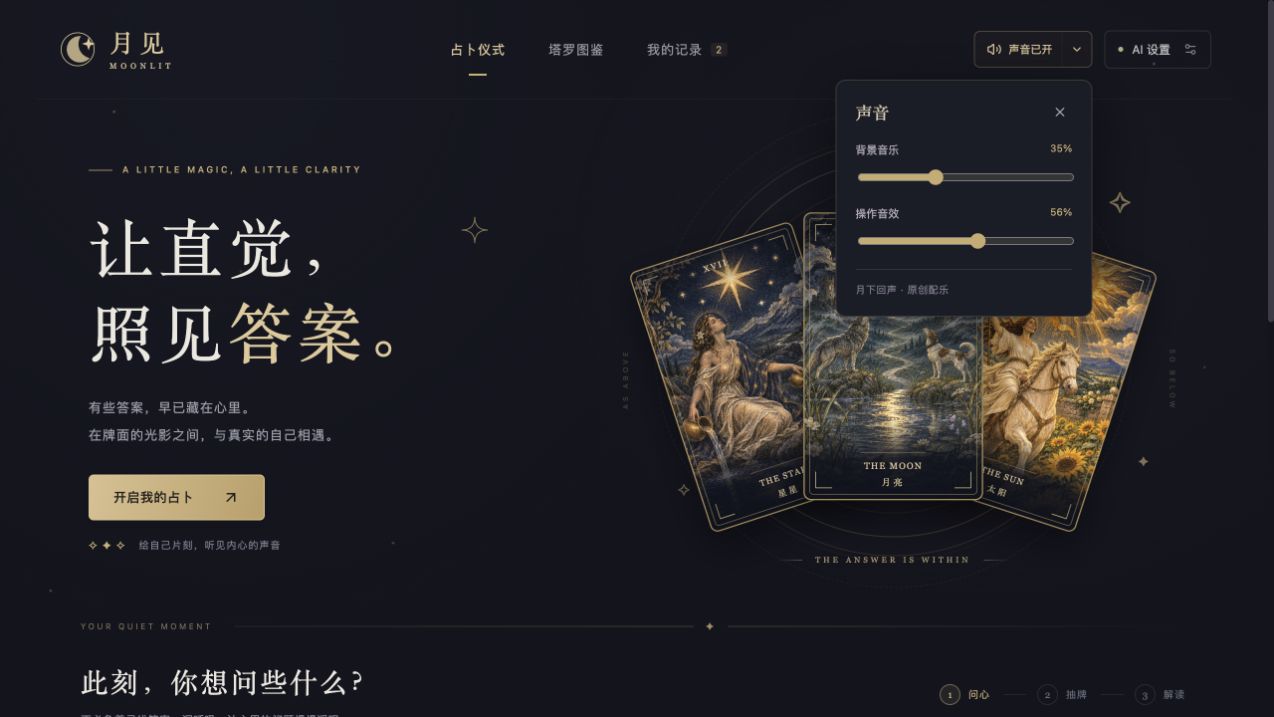 月见
MOONLIT
占卜仪式
塔罗图鉴
我的记录 2
声音已开
AI 设置
声音
背景音乐 35%
操作音效 56%
月下回声 · 原创配乐
A LITTLE MAGIC, A LITTLE CLARITY
让直觉，
照见答案。
有些答案，早已藏在心里。
在牌面的光影之间，与真实的自己相遇。
开启我的占卜
给自己片刻，听见内心的声音
AS ABOVE
XVII
THE STAR
星星
THE MOON
月亮
THE SUN
太阳
SO BELOW
THE ANSWER IS WITHIN
YOUR QUIET MOMENT
此刻，你想问些什么？
1 问心
2 抽牌
3 解读